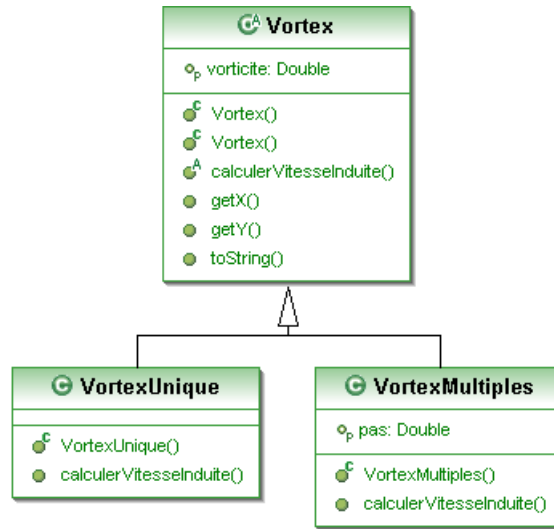 Vortex
vorticite: Double
Vortex()
Vortex()
calculerVitesseInduite()
getX()
getY()
toString()
VortexUnique
VortexUnique()
calculerVitesseInduite()
VortexMultiples
pas: Double
VortexMultiples()
calculerVitesseInduite()